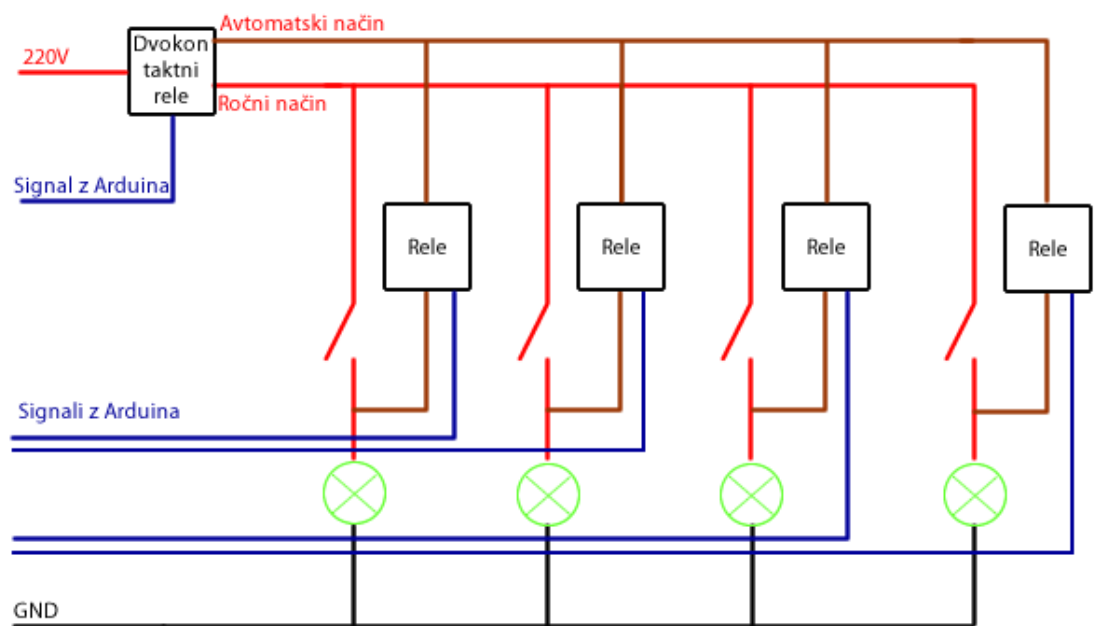 Avtomatski način
220V
Dvokon
taktni
rele
Ročni način
Signal z Arduina
Rele
Rele
Rele
Rele
Signali z Arduina
GND